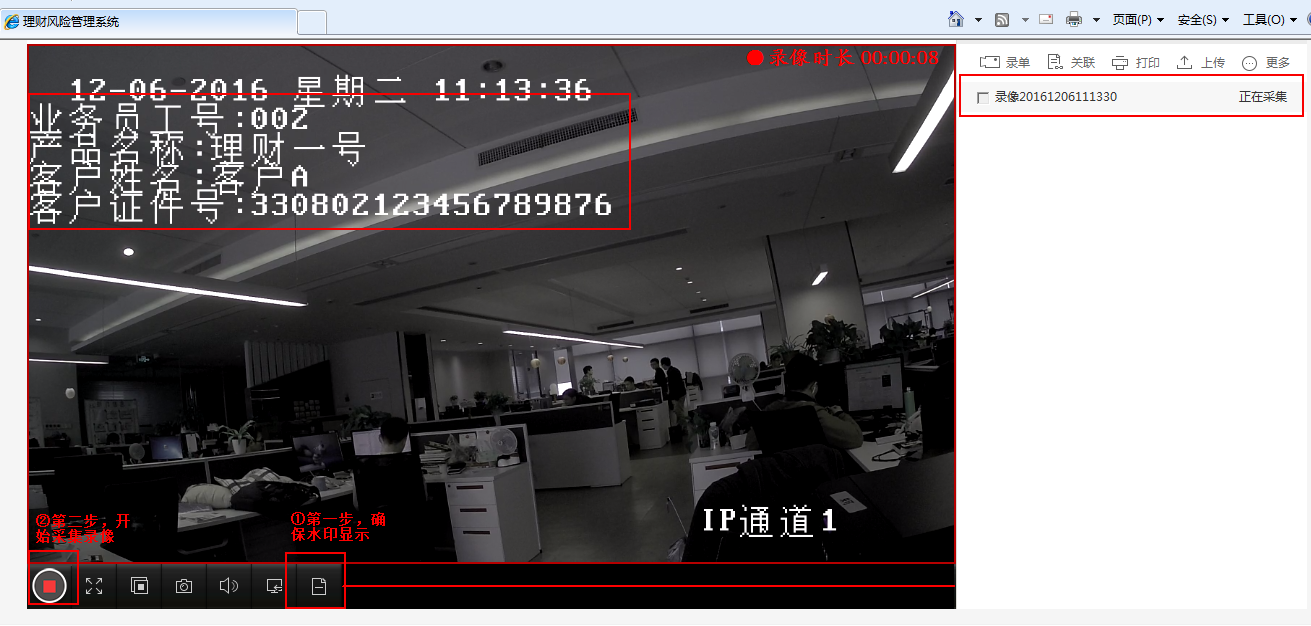 理财风险管理系统
页面(P)
安全(S)
工具(O)
录像时长 00:00:08
12-06-2016 星期二 11:13:36
业务员工号:002
产品名称:理财一号
客户姓名:客户A
客户证件号:330802123456789876
录单
关联
打印
上传
更多
录像20161206111330
正在采集
IP通道1
②第二步，开
始采集录像
①第一步，确
保水印显示